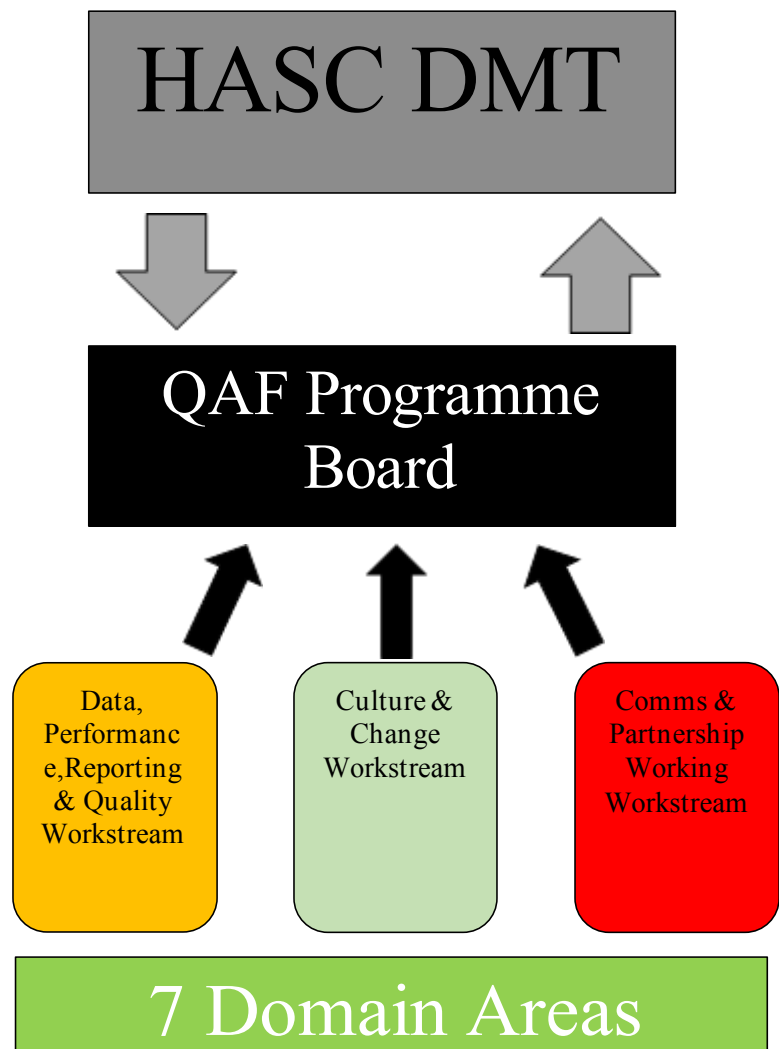 HASC DMT
QAF Programme
Board
Data,
Performanc
e,Reporting
& Quality
Workstream
Culture &
Change
Workstream
Comms &
Partnership
Working
Workstream
7 Domain Areas